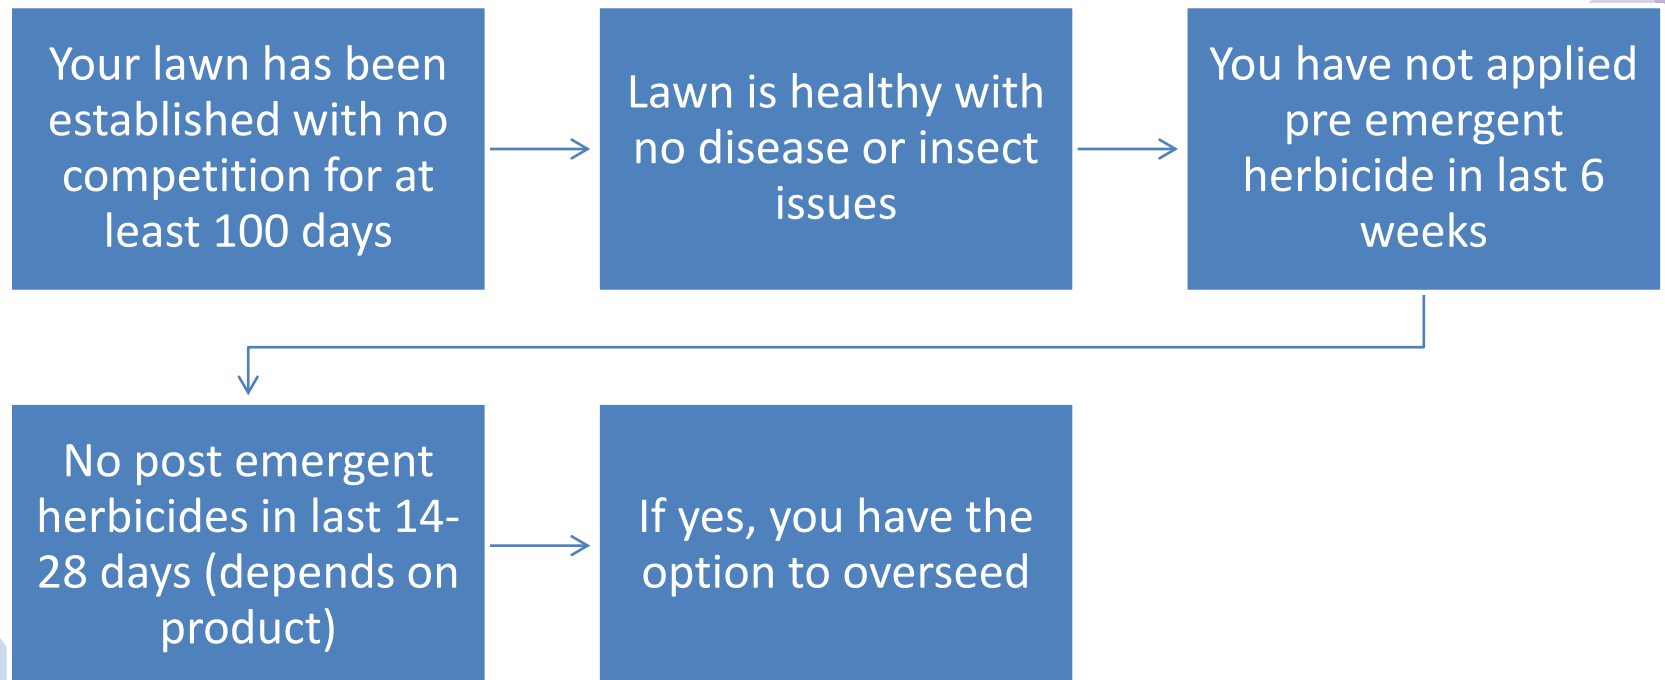 Your lawn has been
established with no
competition for at
least 100 days
Lawn is healthy with
no disease or insect
issues
You have not applied
pre emergent
herbicide in last 6
weeks
No post emergent
herbicides in last 14-
28 days (depends on
product)
If yes, you have the
option to overseed